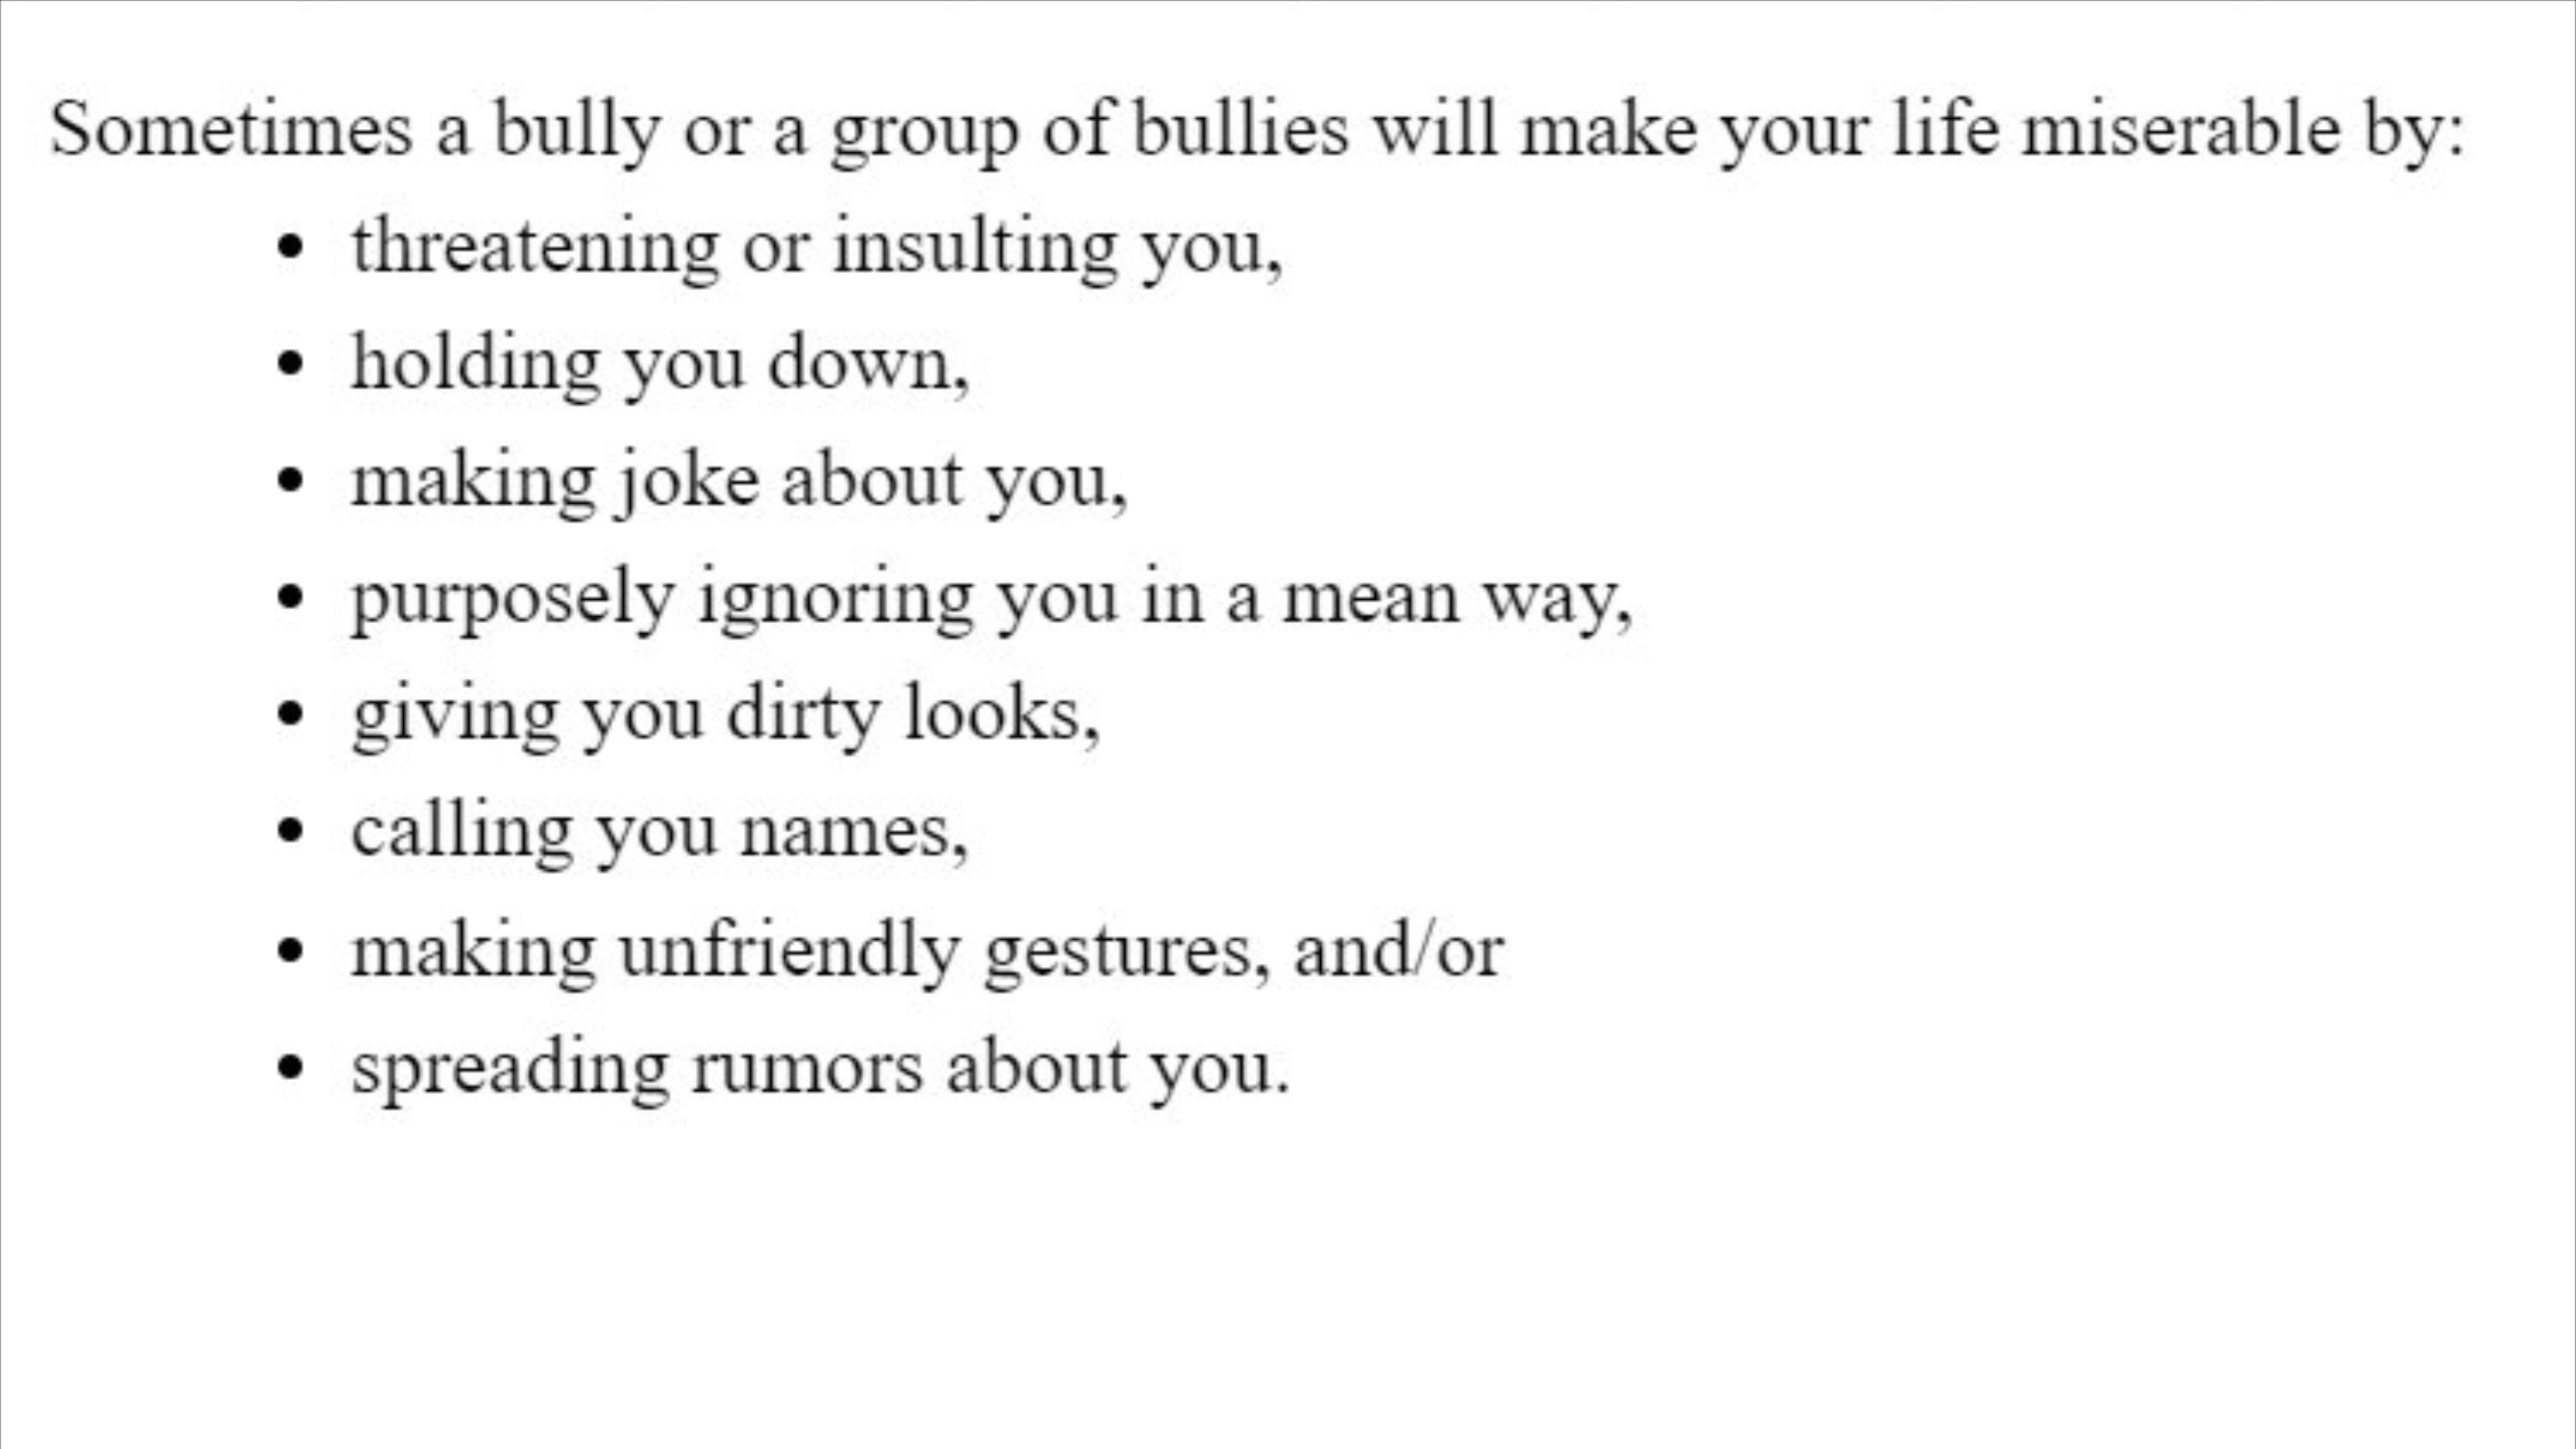 Sometimes a bully or a group of bullies will make your life miserable by:
• threatening or insulting you,
• holding you down,
• making joke about you,
• purposely ignoring you in a mean way,
• giving you dirty looks,
• calling you names,
• making unfriendly gestures, and/or
• spreading rumors about you.